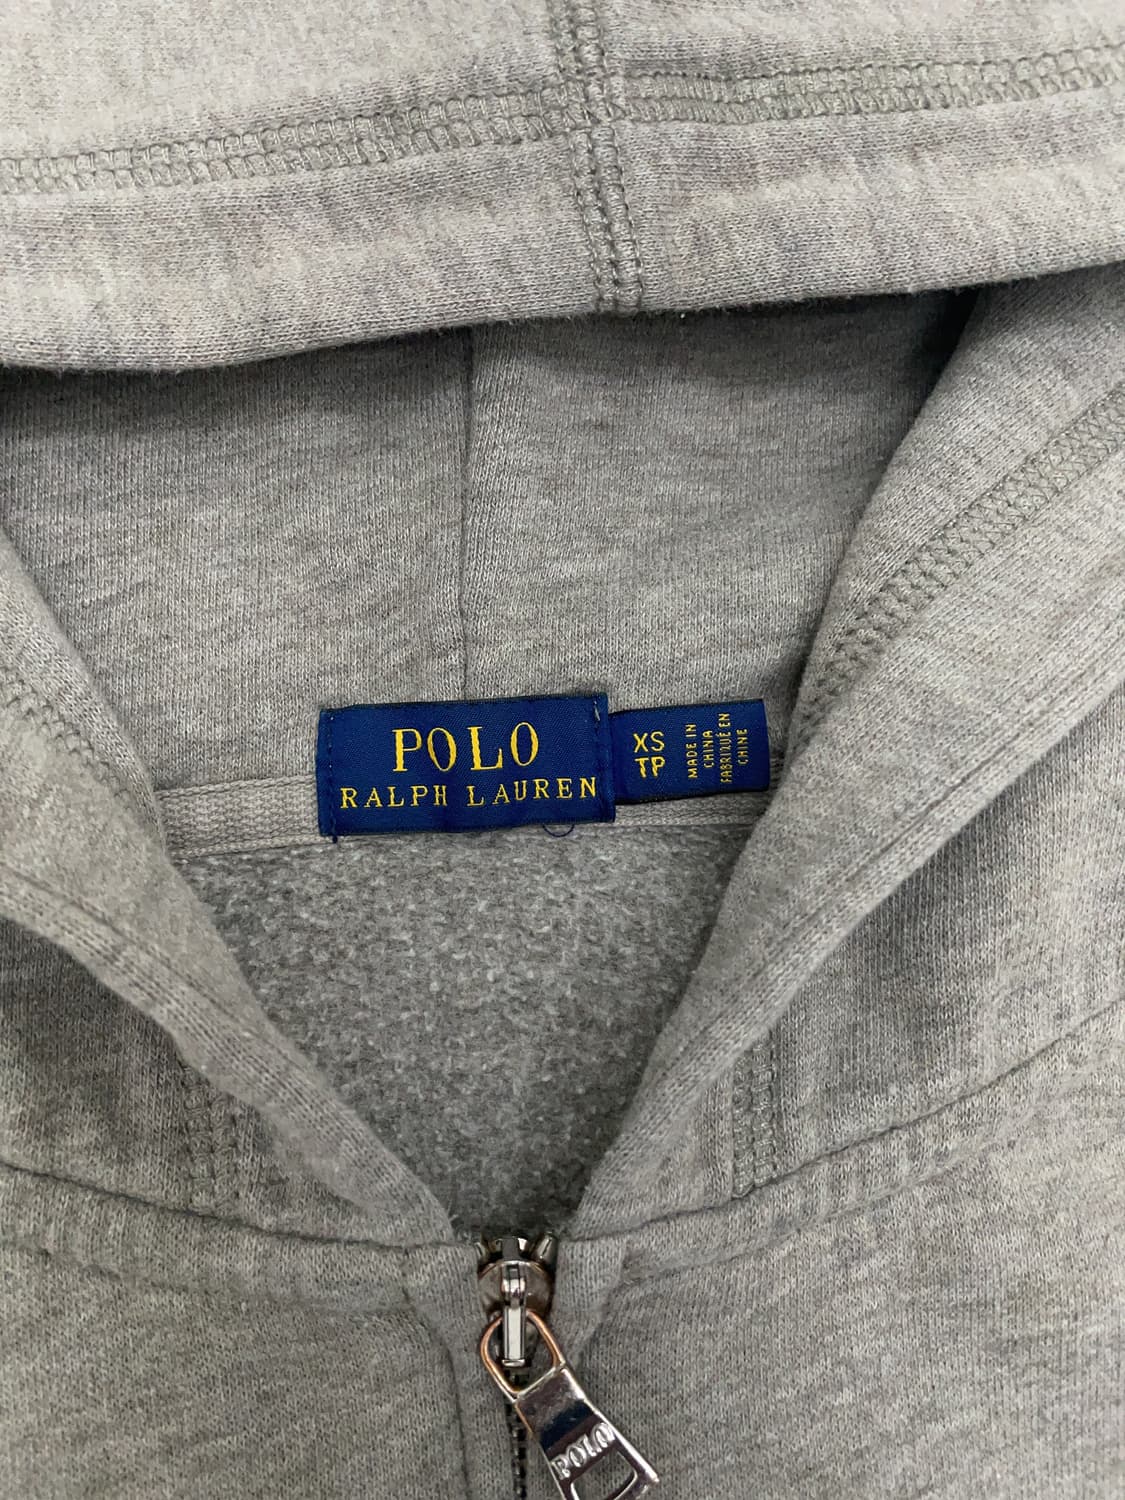 POLO
RALPH LAUREN
XS
TP
MADE IN
CHINA
FABRIQUÉ EN
CHINE
POLO